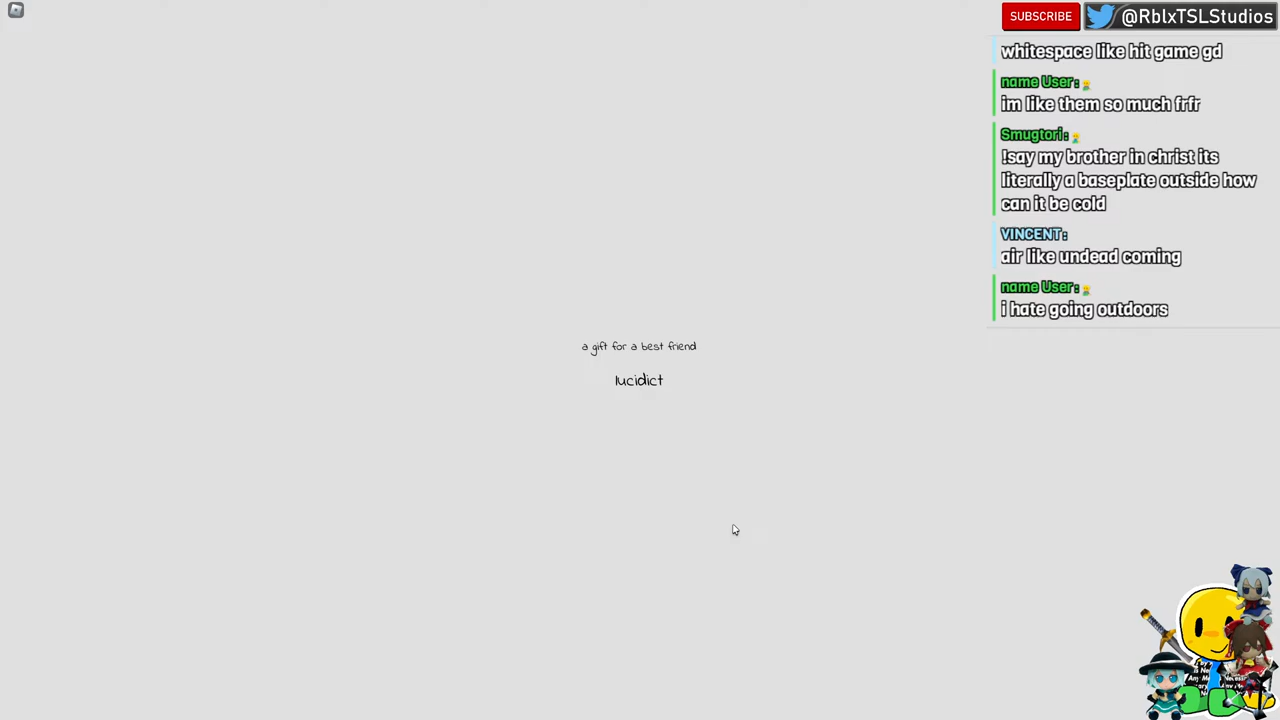 SUBSCRIBE
@RblxTSLStudios
whitespace like hit game gd
name User:
im like them so much frfr
Smugtori:
!say my brother in christ its
literally a baseplate outside how
can it be cold
VINCENT:
air like undead coming
name User:
i hate going outdoors
a gift for a best friend
lucidict